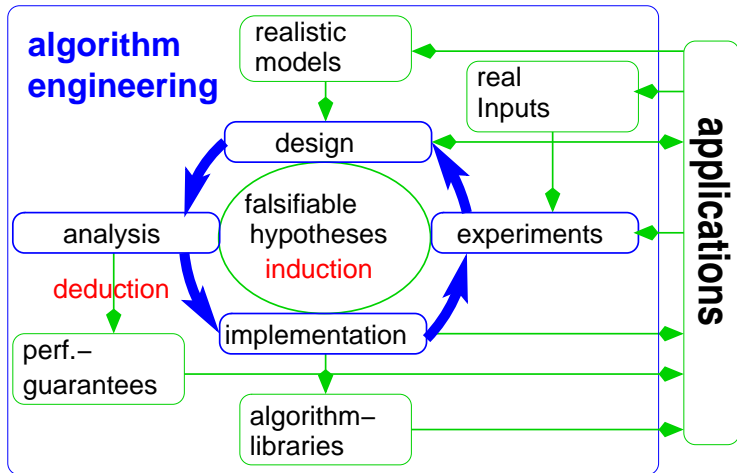 algorithm
engineering
realistic
models
real
Inputs
design
falsifiable
hypotheses
induction
analysis
experiments
deduction
implementation
perf.−
guarantees
algorithm−
libraries
applications